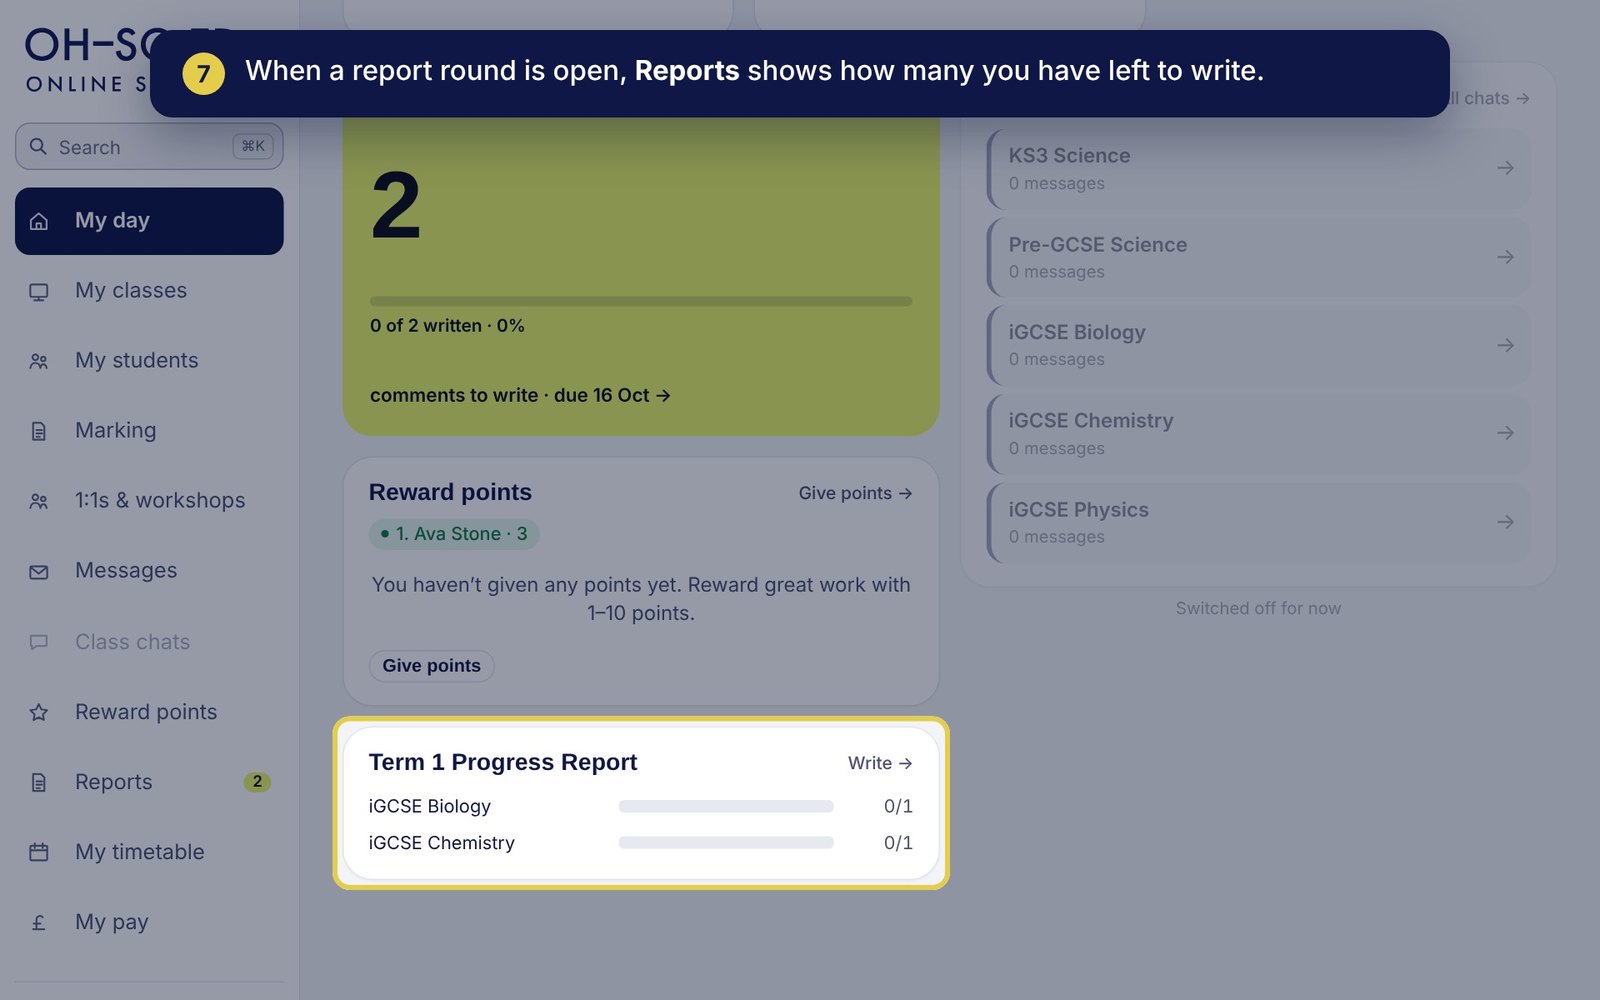 OH-SC
ONLINE S
7 When a report round is open, Reports shows how many you have left to write.
Search ⌘K
My day
My classes
My students
Marking
1:1s & workshops
Messages
Class chats
Reward points
Reports 2
My timetable
£ My pay
2
0 of 2 written · 0%
comments to write · due 16 Oct →
Reward points
Give points →
• 1. Ava Stone · 3
You haven’t given any points yet. Reward great work with
1–10 points.
Give points
Term 1 Progress Report
Write →
iGCSE Biology 0/1
iGCSE Chemistry 0/1
chats →
KS3 Science
0 messages
→
Pre-GCSE Science
0 messages
→
iGCSE Biology
0 messages
→
iGCSE Chemistry
0 messages
→
iGCSE Physics
0 messages
→
Switched off for now